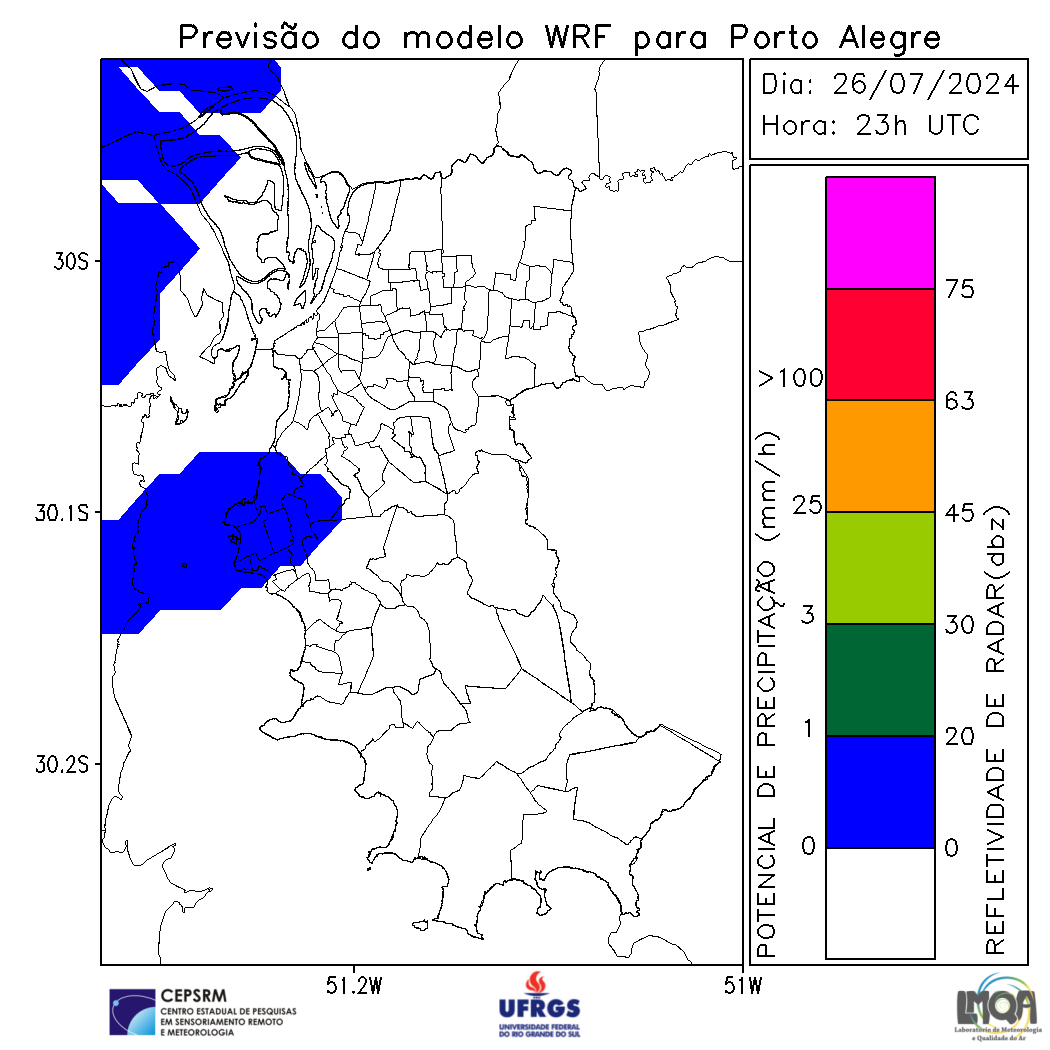 Previsão do modelo WRF para Porto Alegre
Dia: 26/07/2024
Hora: 23h UTC
30S
30.1S
30.2S
51.2W
51W
POTENCIAL DE PRECIPITAÇÃO (mm/h)
>100
25
3
1
0
75
63
45
30
20
0
REFLETIVIDADE DE RADAR(dbz)
CEPSRM
CENTRO ESTADUAL DE PESQUISAS
EM SENSORIAMENTO REMOTO
E METEOROLOGIA
UFRGS
UNIVERSIDADE FEDERAL
DO RIO GRANDE DO SUL
LMQA
Laboratório de Meteorologia
e Qualidade do Ar